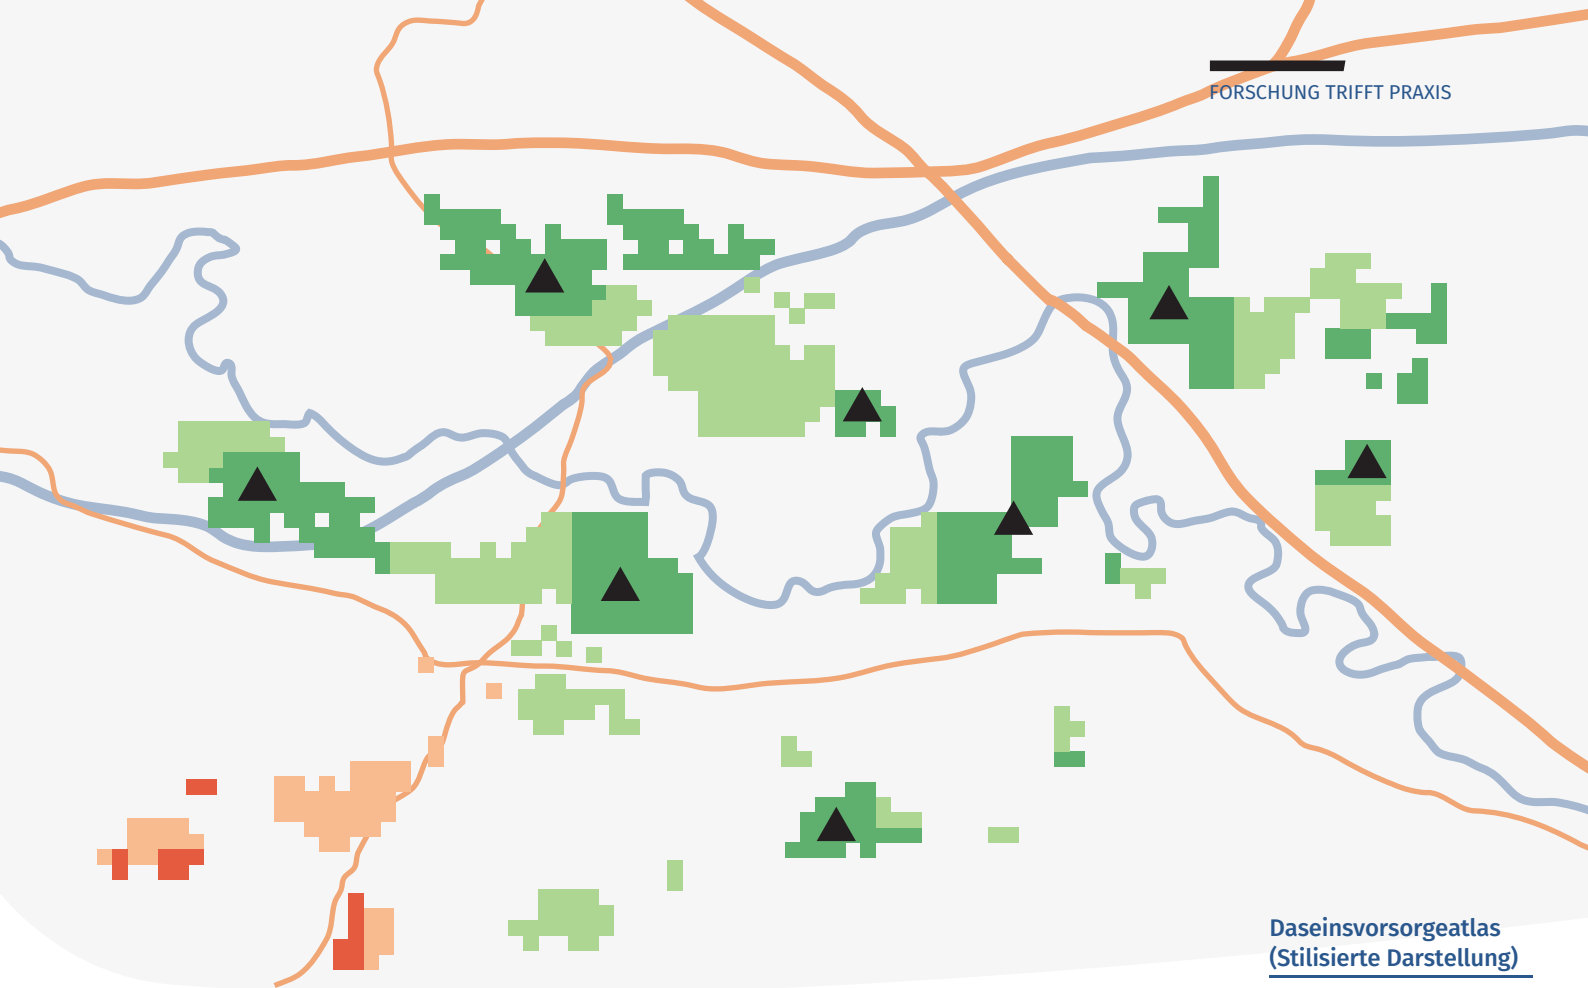 FORSCHUNG TRIFFT PRAXIS
Daseinsvorsorgeatlas
(Stilisierte Darstellung)